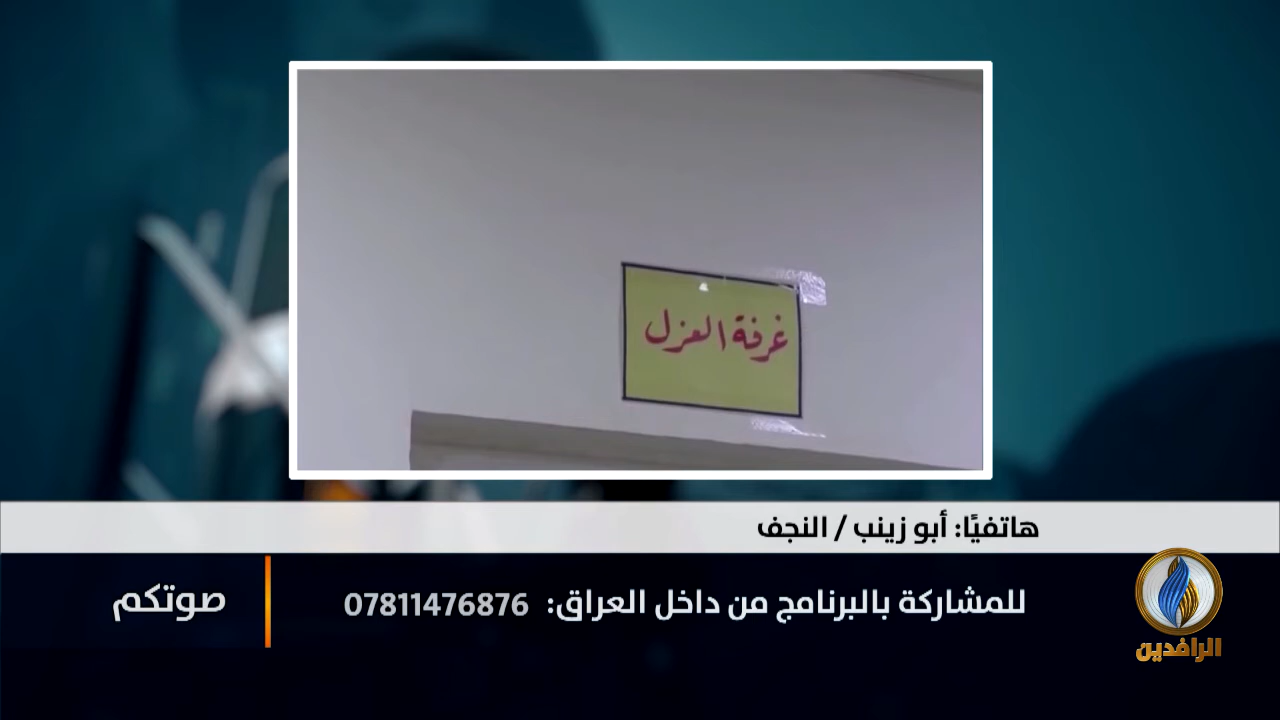 غرفة العزل
هاتفيًا: أبو زينب / النجف
للمشاركة بالبرنامج من داخل العراق: 07811476876
صوتكم
الرافدين